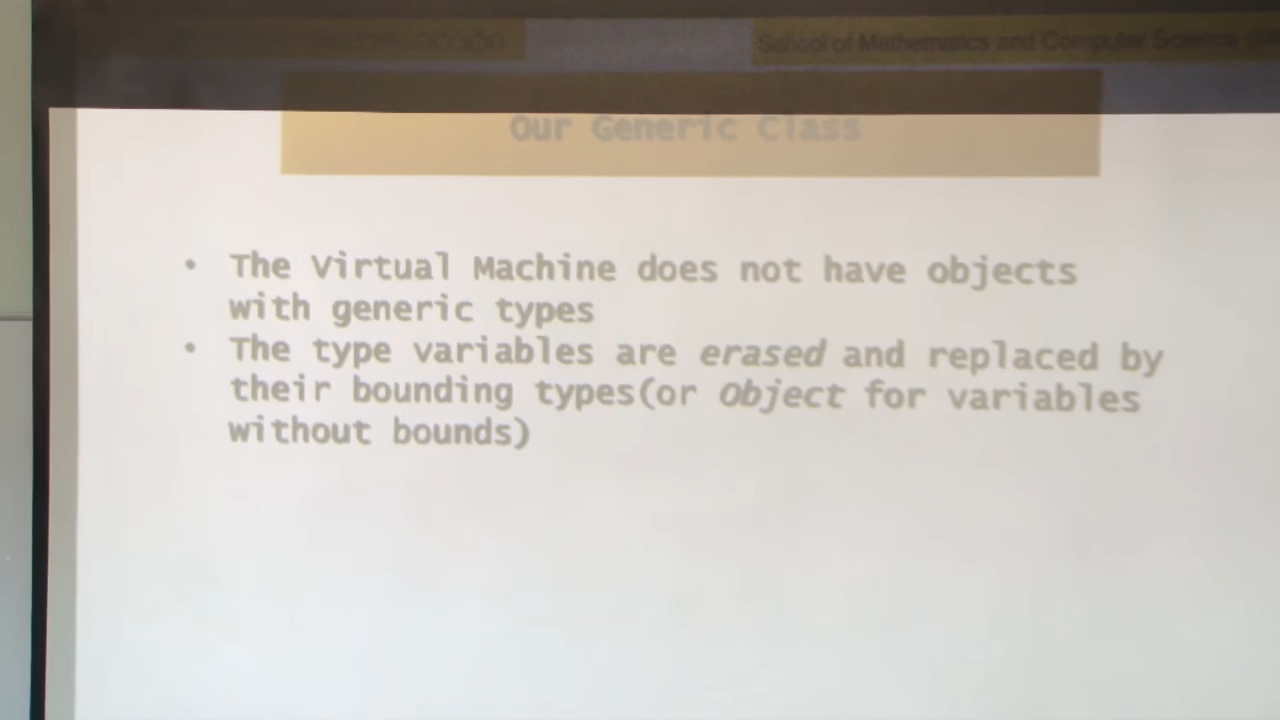 School of Mathematics and Computer Science
Our Generic Class
• The Virtual Machine does not have objects
with generic types
• The type variables are erased and replaced by
their bounding types(or Object for variables
without bounds)